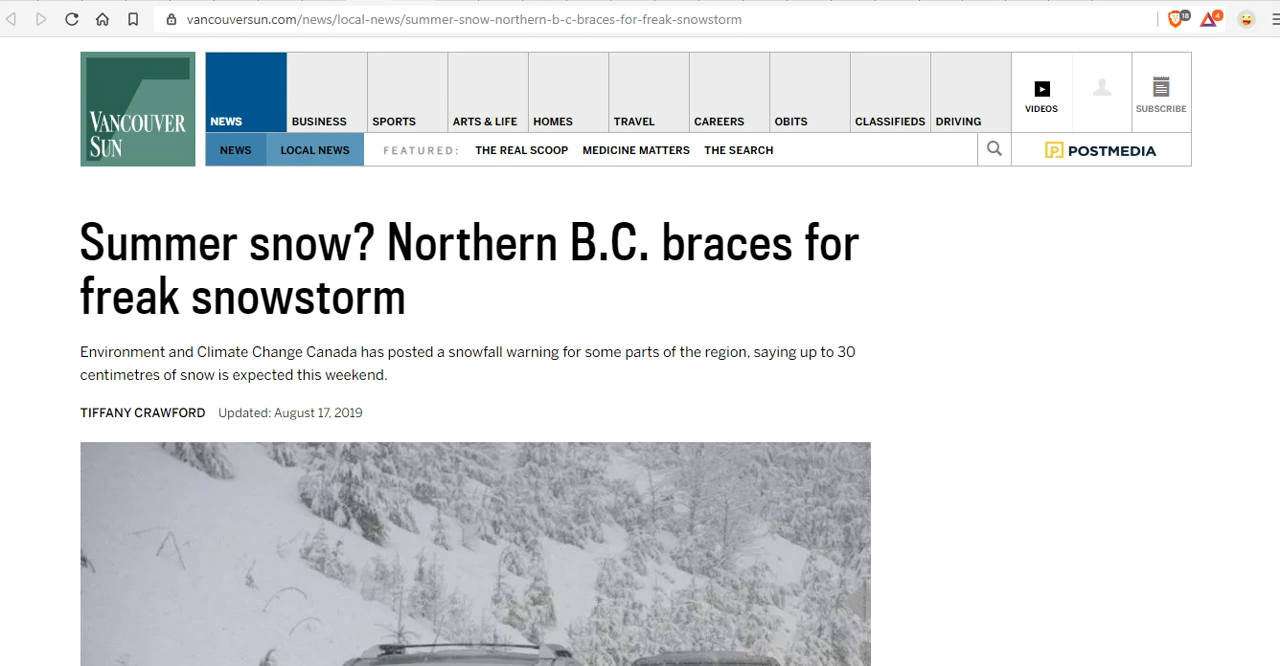 vancouversun.com/news/local-news/summer-snow-northern-b-c-braces-for-freak-snowstorm
18
4
VANCOUVER
SUN
NEWS
BUSINESS
SPORTS
ARTS & LIFE
HOMES
TRAVEL
CAREERS
OBITS
CLASSIFIEDS
DRIVING
VIDEOS
SUBSCRIBE
NEWS
LOCAL NEWS
FEATURED:
THE REAL SCOOP
MEDICINE MATTERS
THE SEARCH
P POSTMEDIA
Summer snow? Northern B.C. braces for
freak snowstorm
Environment and Climate Change Canada has posted a snowfall warning for some parts of the region, saying up to 30
centimetres of snow is expected this weekend.
TIFFANY CRAWFORD Updated: August 17, 2019